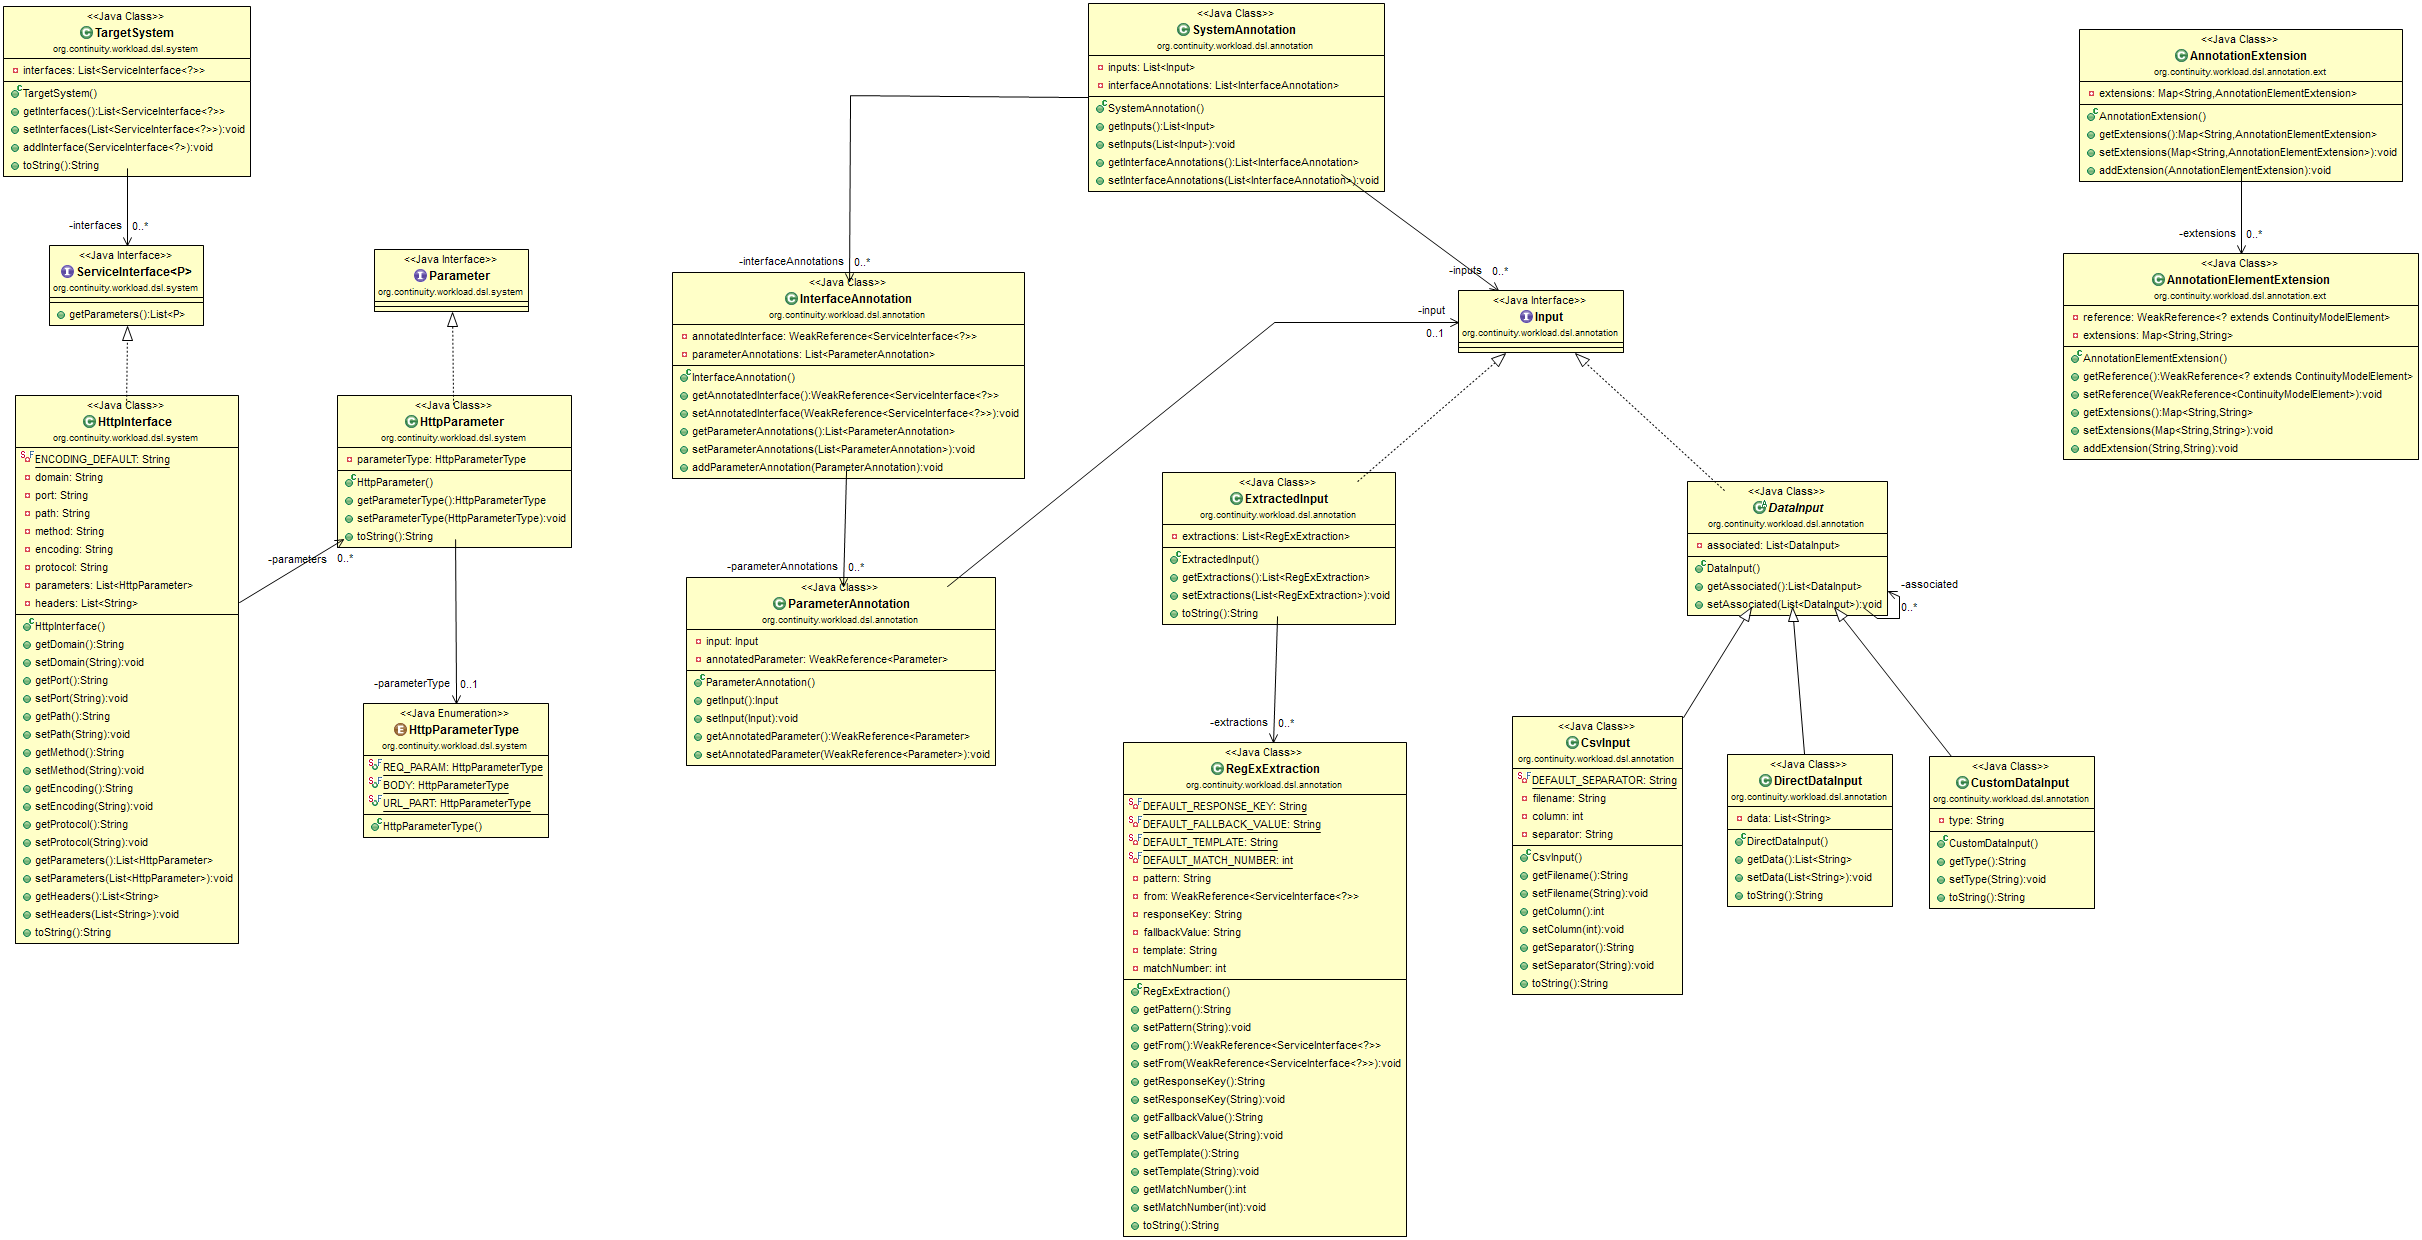 <<Java Class>>
TargetSystem
org.continuity.workload.dsl.system
interfaces: List<ServiceInterface<?>>
TargetSystem()
getInterfaces():List<ServiceInterface<?>>
setInterfaces(List<ServiceInterface<?>>):void
addInterface(ServiceInterface<?>):void
toString():String
-interfaces
0..*
<<Java Interface>>
ServiceInterface<P>
org.continuity.workload.dsl.system
getParameters():List<P>
<<Java Interface>>
Parameter
org.continuity.workload.dsl.system
<<Java Class>>
HttpInterface
org.continuity.workload.dsl.system
ENCODING_DEFAULT: String
domain: String
port: String
path: String
method: String
encoding: String
protocol: String
parameters: List<HttpParameter>
headers: List<String>
HttpInterface()
getDomain():String
setDomain(String):void
getPort():String
setPort(String):void
getPath():String
setPath(String):void
getMethod():String
setMethod(String):void
getEncoding():String
setEncoding(String):void
getProtocol():String
setProtocol(String):void
getParameters():List<HttpParameter>
setParameters(List<HttpParameter>):void
getHeaders():List<String>
setHeaders(List<String>):void
toString():String
-parameters
0..*
<<Java Class>>
HttpParameter
org.continuity.workload.dsl.system
parameterType: HttpParameterType
HttpParameter()
getParameterType():HttpParameterType
setParameterType(HttpParameterType):void
toString():String
-parameterType
0..1
<<Java Enumeration>>
HttpParameterType
org.continuity.workload.dsl.system
REQ_PARAM: HttpParameterType
BODY: HttpParameterType
URL_PART: HttpParameterType
HttpParameterType()
<<Java Class>>
SystemAnnotation
org.continuity.workload.dsl.annotation
inputs: List<Input>
interfaceAnnotations: List<InterfaceAnnotation>
SystemAnnotation()
getInputs():List<Input>
setInputs(List<Input>):void
getInterfaceAnnotations():List<InterfaceAnnotation>
setInterfaceAnnotations(List<InterfaceAnnotation>):void
-interfaceAnnotations
0..*
-inputs
0..*
<<Java Class>>
InterfaceAnnotation
org.continuity.workload.dsl.annotation
annotatedInterface: WeakReference<ServiceInterface<?>>
parameterAnnotations: List<ParameterAnnotation>
InterfaceAnnotation()
getAnnotatedInterface():WeakReference<ServiceInterface<?>>
setAnnotatedInterface(WeakReference<ServiceInterface<?>>):void
getParameterAnnotations():List<ParameterAnnotation>
setParameterAnnotations(List<ParameterAnnotation>):void
addParameterAnnotation(ParameterAnnotation):void
-parameterAnnotations
0..*
<<Java Class>>
ParameterAnnotation
org.continuity.workload.dsl.annotation
input: Input
annotatedParameter: WeakReference<Parameter>
ParameterAnnotation()
getInput():Input
setInput(Input):void
getAnnotatedParameter():WeakReference<Parameter>
setAnnotatedParameter(WeakReference<Parameter>):void
-input
0..1
<<Java Interface>>
Input
org.continuity.workload.dsl.annotation
<<Java Class>>
ExtractedInput
org.continuity.workload.dsl.annotation
extractions: List<RegExExtraction>
ExtractedInput()
getExtractions():List<RegExExtraction>
setExtractions(List<RegExExtraction>):void
toString():String
-extractions
0..*
<<Java Class>>
RegExExtraction
org.continuity.workload.dsl.annotation
DEFAULT_RESPONSE_KEY: String
DEFAULT_FALLBACK_VALUE: String
DEFAULT_TEMPLATE: String
DEFAULT_MATCH_NUMBER: int
pattern: String
from: WeakReference<ServiceInterface<?>>
responseKey: String
fallbackValue: String
template: String
matchNumber: int
RegExExtraction()
getPattern():String
setPattern(String):void
getFrom():WeakReference<ServiceInterface<?>>
setFrom(WeakReference<ServiceInterface<?>>):void
getResponseKey():String
setResponseKey(String):void
getFallbackValue():String
setFallbackValue(String):void
getTemplate():String
setTemplate(String):void
getMatchNumber():int
setMatchNumber(int):void
toString():String
<<Java Class>>
DataInput
org.continuity.workload.dsl.annotation
associated: List<DataInput>
DataInput()
getAssociated():List<DataInput>
setAssociated(List<DataInput>):void
-associated
0..*
<<Java Class>>
CsvInput
org.continuity.workload.dsl.annotation
DEFAULT_SEPARATOR: String
filename: String
column: int
separator: String
CsvInput()
getFilename():String
setFilename(String):void
getColumn():int
setColumn(int):void
getSeparator():String
setSeparator(String):void
toString():String
<<Java Class>>
DirectDataInput
org.continuity.workload.dsl.annotation
data: List<String>
DirectDataInput()
getData():List<String>
setData(List<String>):void
toString():String
<<Java Class>>
CustomDataInput
org.continuity.workload.dsl.annotation
type: String
CustomDataInput()
getType():String
setType(String):void
toString():String
<<Java Class>>
AnnotationExtension
org.continuity.workload.dsl.annotation.ext
extensions: Map<String,AnnotationElementExtension>
AnnotationExtension()
getExtensions():Map<String,AnnotationElementExtension>
setExtensions(Map<String,AnnotationElementExtension>):void
addExtension(AnnotationElementExtension):void
-extensions
0..*
<<Java Class>>
AnnotationElementExtension
org.continuity.workload.dsl.annotation.ext
reference: WeakReference<? extends ContinuityModelElement>
extensions: Map<String,String>
AnnotationElementExtension()
getReference():WeakReference<? extends ContinuityModelElement>
setReference(WeakReference<ContinuityModelElement>):void
getExtensions():Map<String,String>
setExtensions(Map<String,String>):void
addExtension(String,String):void